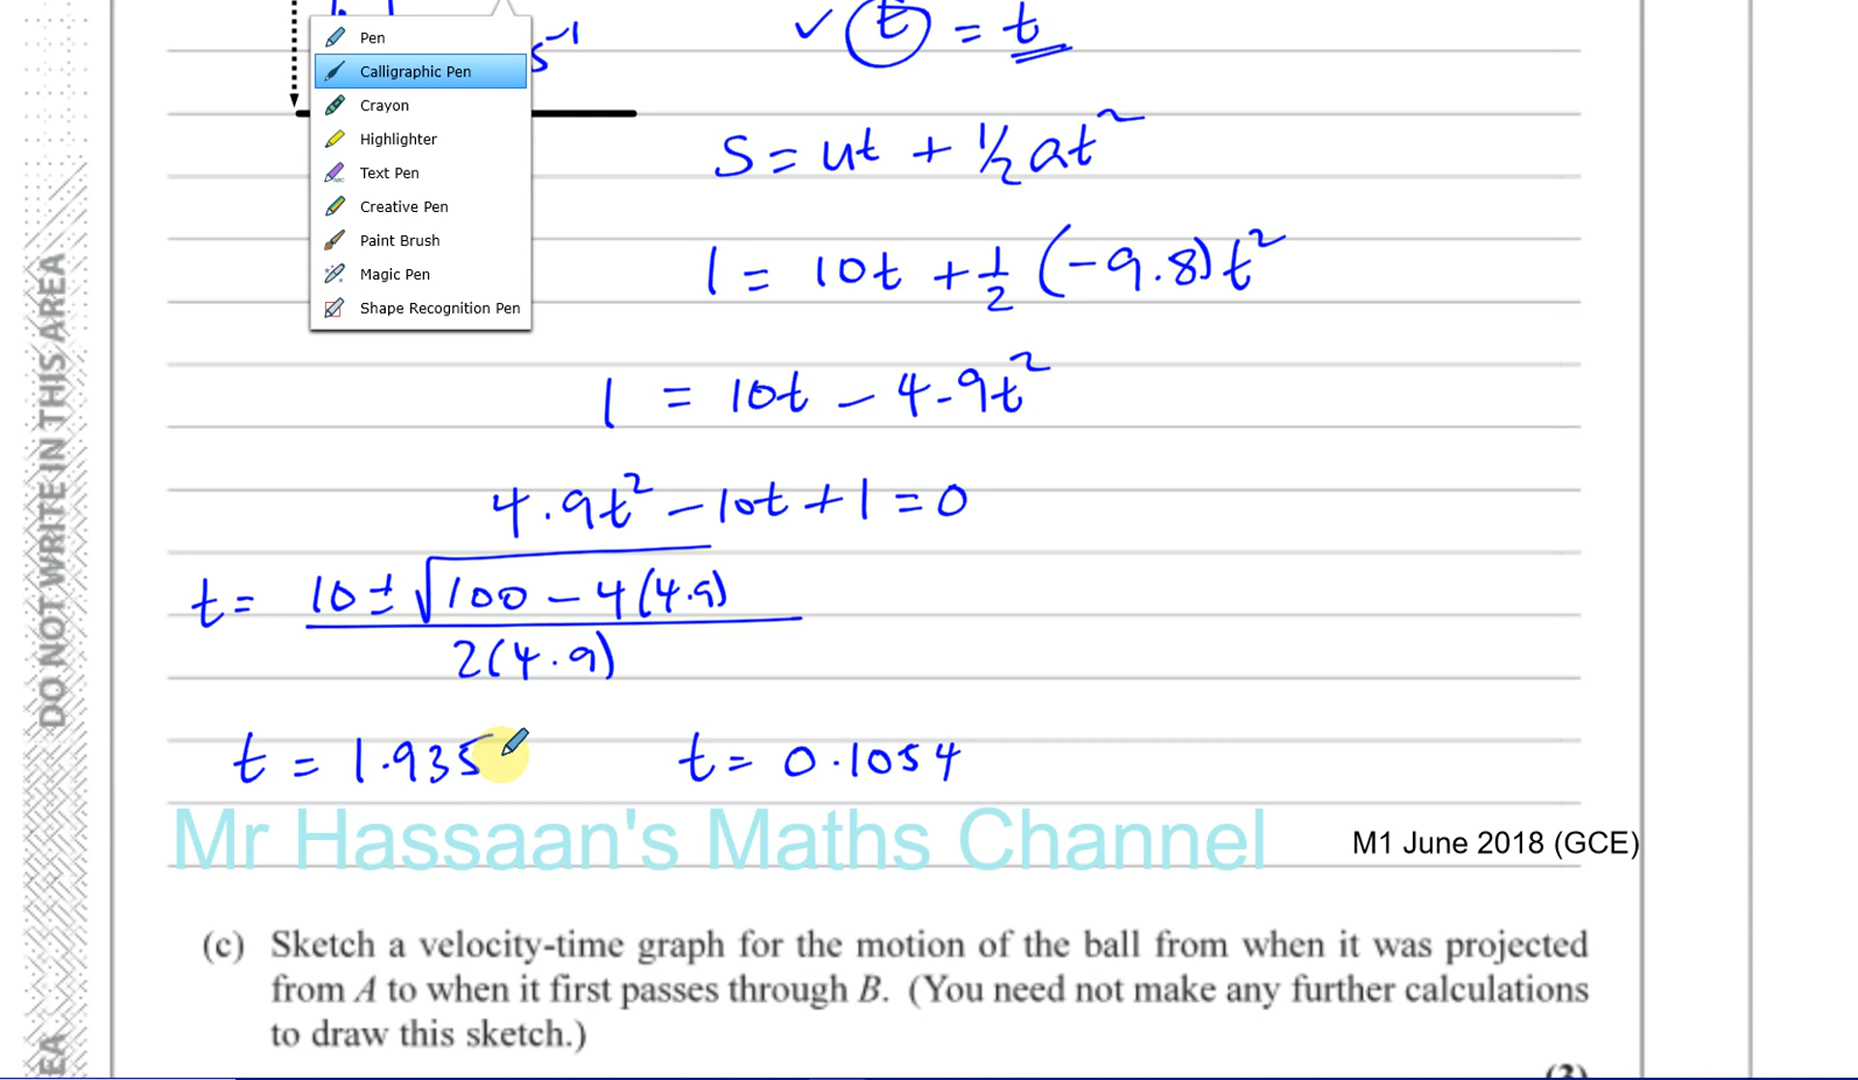 Pen
Calligraphic Pen
Crayon
Highlighter
Text Pen
Creative Pen
Paint Brush
Magic Pen
Shape Recognition Pen
s⁻¹
✓ t = t
S = ut + ½at²
1 = 10t + 1/2 (-9.8)t²
1 = 10t - 4.9t²
4.9t² - 10t + 1 = 0
t = 10 ± √100 - 4(4.9)
2(4.9)
t = 1.935 t = 0.1054
Mr Hassaan's Maths Channel
M1 June 2018 (GCE)
(c) Sketch a velocity-time graph for the motion of the ball from when it was projected
from A to when it first passes through B. (You need not make any further calculations
to draw this sketch.)
DO NOT WRITE IN THIS AREA
EA